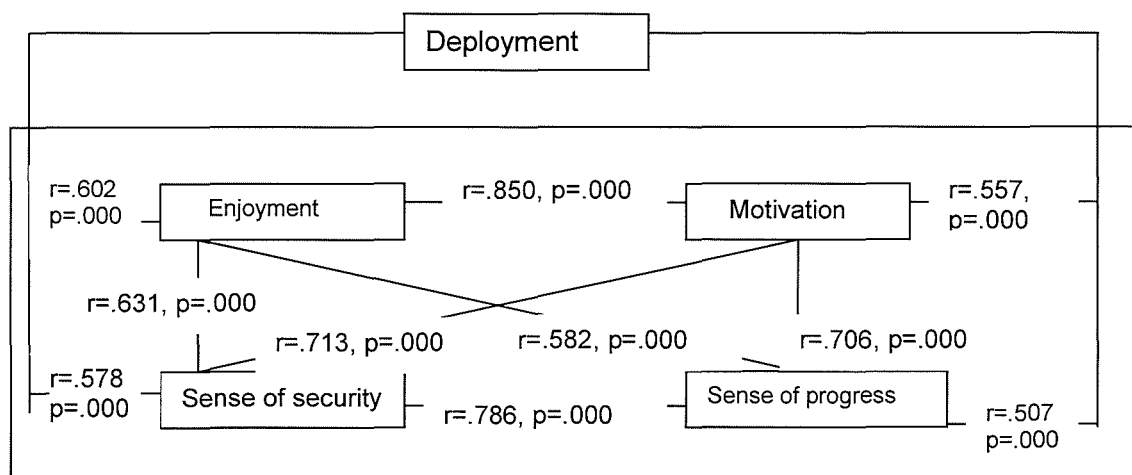 Deployment
r=.602
p=.000
Enjoyment
r=.850, p=.000
Motivation
r=.557,
p=.000
r=.631, p=.000
r=.713, p=.000
r=.582, p=.000
r=.706, p=.000
r=.578
p=.000
Sense of security
r=.786, p=.000
Sense of progress
r=.507
p=.000